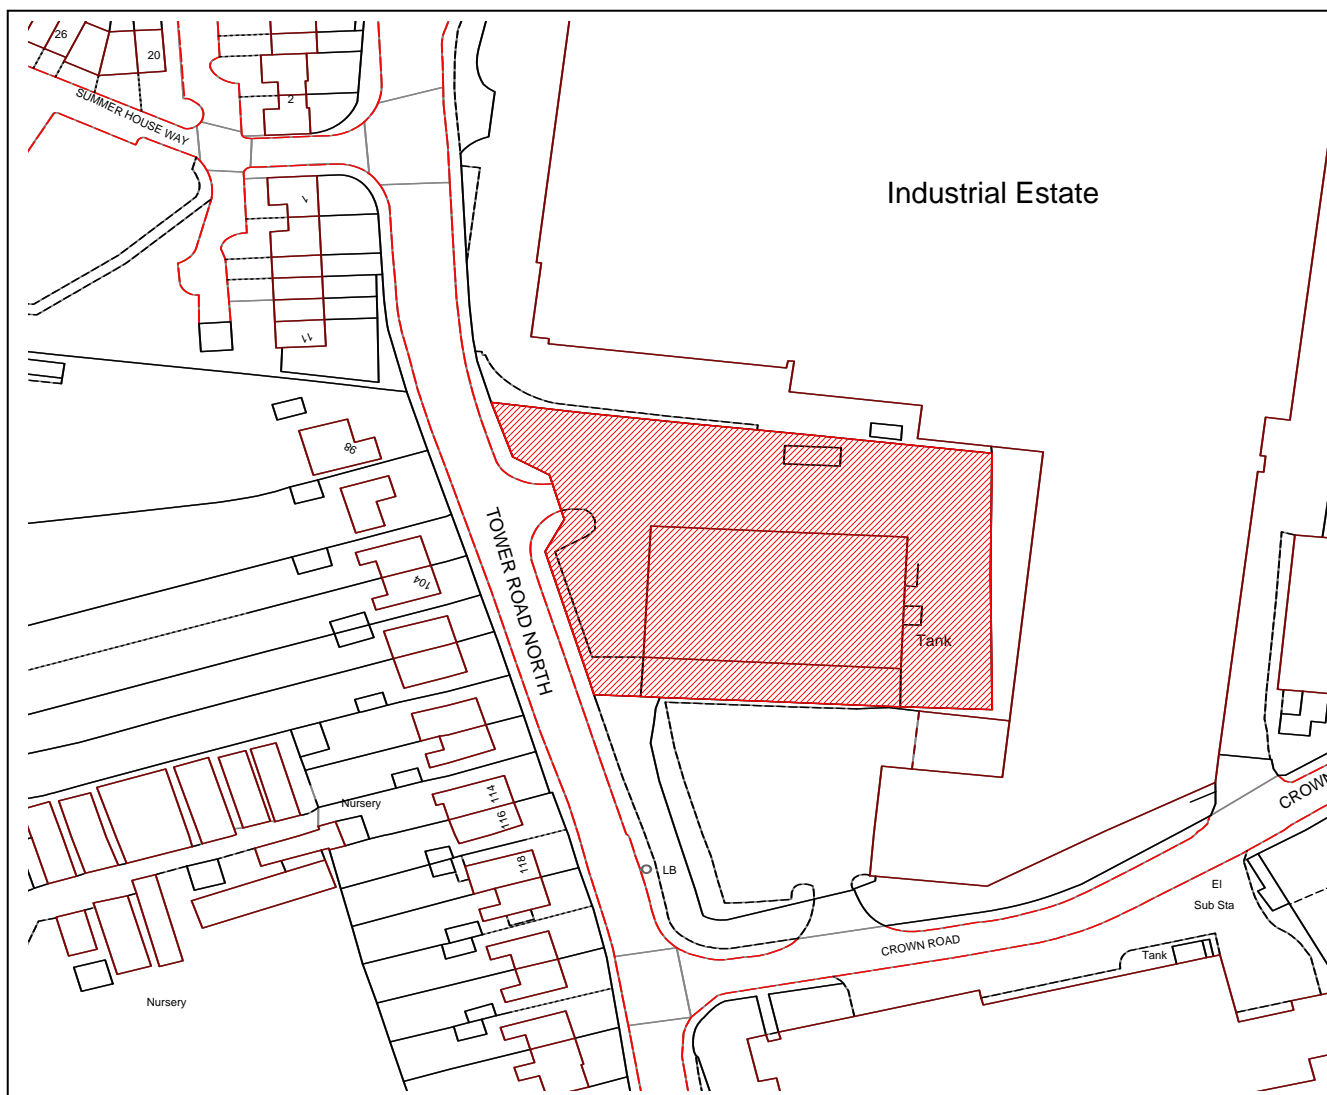 26
20
2
SUMMER HOUSE WAY
1
Industrial Estate
11
98
104
TOWER ROAD NORTH
Tank
114
116
Nursery
118
LB
CROWN
El
Sub Sta
CROWN ROAD
Tank
Nursery